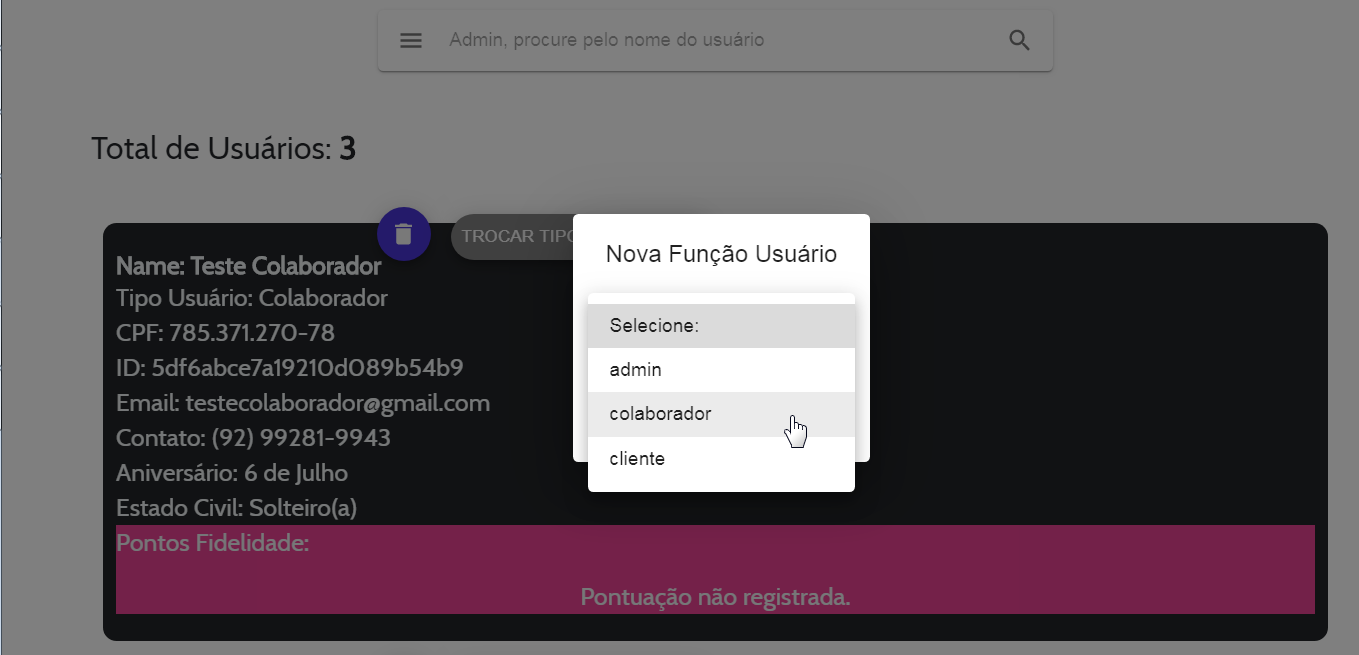 Admin, procure pelo nome do usuário
Total de Usuários: 3
TROCAR TIPO
Nova Função Usuário
Selecione:
admin
colaborador
cliente
Name: Teste Colaborador
Tipo Usuário: Colaborador
CPF: 785.371.270-78
ID: 5df6abce7a19210d089b54b9
Email: testecolaborador@gmail.com
Contato: (92) 99281-9943
Aniversário: 6 de Julho
Estado Civil: Solteiro(a)
Pontos Fidelidade:
Pontuação não registrada.